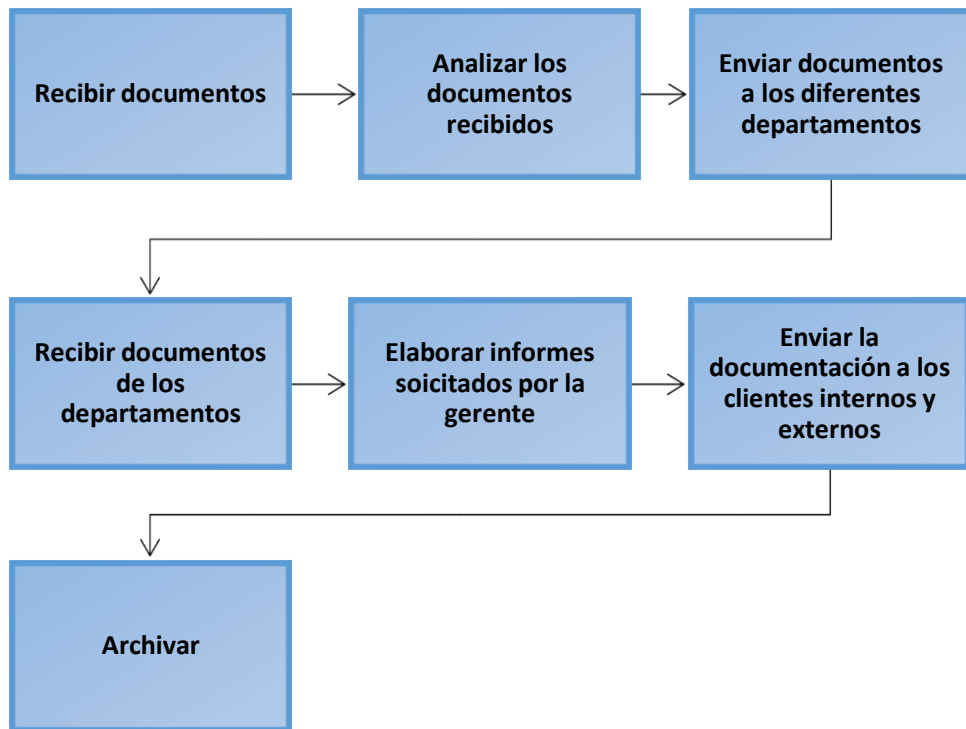 Recibir documentos
Analizar los
documentos
recibidos
Enviar documentos
a los diferentes
departamentos
Recibir documentos
de los
departamentos
Elaborar informes
soicitados por la
gerente
Enviar la
documentación a los
clientes internos y
externos
Archivar